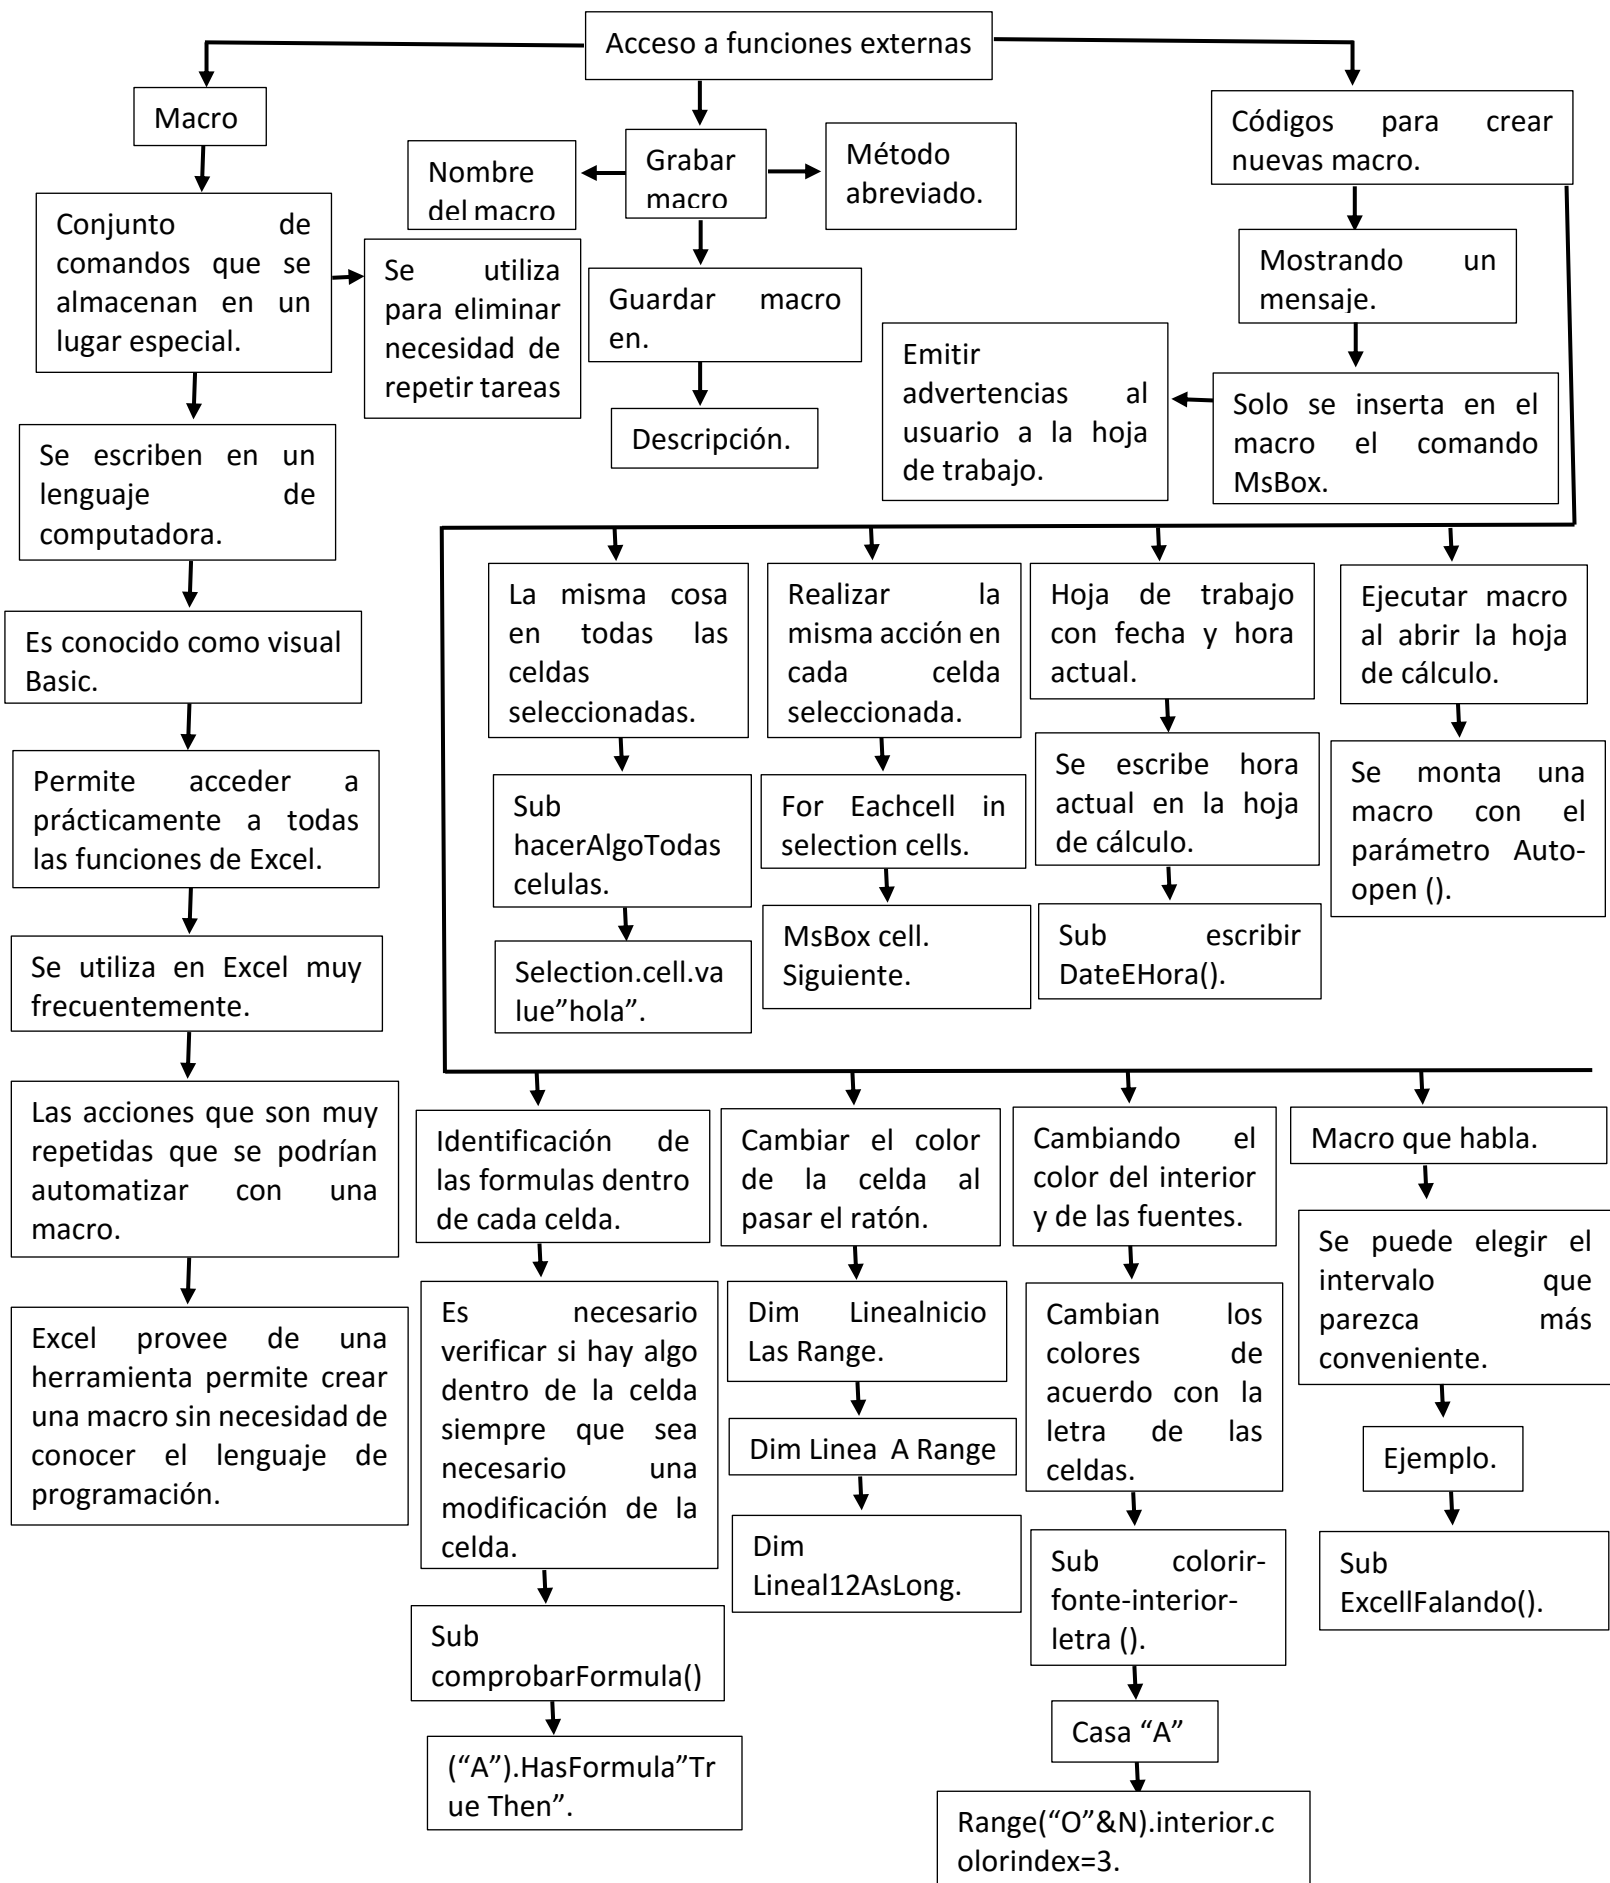 Acceso a funciones externas
Macro
Conjunto de
comandos que se
almacenan en un
lugar especial.
Se utiliza
para eliminar
necesidad de
repetir tareas
Se escriben en un
lenguaje de
computadora.
Es conocido como visual
Basic.
Permite acceder a
prácticamente a todas
las funciones de Excel.
Se utiliza en Excel muy
frecuentemente.
Las acciones que son muy
repetidas que se podrían
automatizar con una
macro.
Excel provee de una
herramienta permite crear
una macro sin necesidad de
conocer el lenguaje de
programación.
Nombre
del macro
Grabar
macro
Método
abreviado.
Guardar macro
en.
Descripción.
Códigos para crear
nuevas macro.
Mostrando un
mensaje.
Solo se inserta en el
macro el comando
MsBox.
Emitir
advertencias al
usuario a la hoja
de trabajo.
La misma cosa
en todas las
celdas
seleccionadas.
Sub
hacerAlgoTodas
celulas.
Selection.cell.va
lue”hola”.
Realizar la
misma acción en
cada celda
seleccionada.
For Eachcell in
selection cells.
MsBox cell.
Siguiente.
Hoja de trabajo
con fecha y hora
actual.
Se escribe hora
actual en la hoja
de cálculo.
Sub escribir
DateEHora().
Ejecutar macro
al abrir la hoja
de cálculo.
Se monta una
macro con el
parámetro Auto-
open ().
Identificación de
las formulas dentro
de cada celda.
Es necesario
verificar si hay algo
dentro de la celda
siempre que sea
necesario una
modificación de la
celda.
Sub
comprobarFormula()
(“A”).HasFormula”Tr
ue Then”.
Cambiar el color
de la celda al
pasar el ratón.
Dim LineaInicio
Las Range.
Dim Linea A Range
Dim
Lineal12AsLong.
Cambiando el
color del interior
y de las fuentes.
Cambian los
colores de
acuerdo con la
letra de las
celdas.
Sub colorir-
fonte-interior-
letra ().
Casa “A”
Range(“O”&N).interior.c
olorindex=3.
Macro que habla.
Se puede elegir el
intervalo que
parezca más
conveniente.
Ejemplo.
Sub
ExcellFalando().